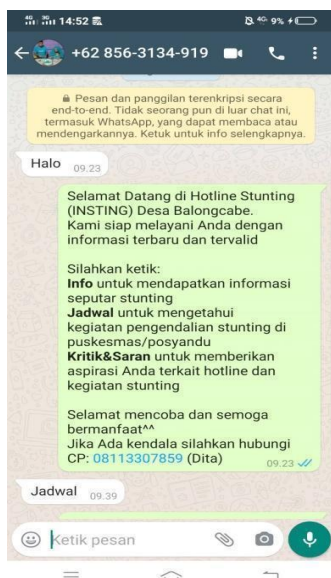 14:52
4G 9%
+62 856-3134-919
Pesan dan panggilan terenkripsi secara
end-to-end. Tidak seorang pun di luar chat ini,
termasuk WhatsApp, yang dapat membaca atau
mendengarkannya. Ketuk untuk info selengkapnya.
Halo 09.23
Selamat Datang di Hotline Stunting
(INSTING) Desa Balongcabe.
Kami siap melayani Anda dengan
informasi terbaru dan tervalid
Silahkan ketik:
Info untuk mendapatkan informasi
seputar stunting
Jadwal untuk mengetahui
kegiatan pengendalian stunting di
puskesmas/posyandu
Kritik&Saran untuk memberikan
aspirasi Anda terkait hotline dan
kegiatan stunting
Selamat mencoba dan semoga
bermanfaat^^
Jika Ada kendala silahkan hubungi
CP: 08113307859 (Dita) 09.23
Jadwal 09.39
Ketik pesan